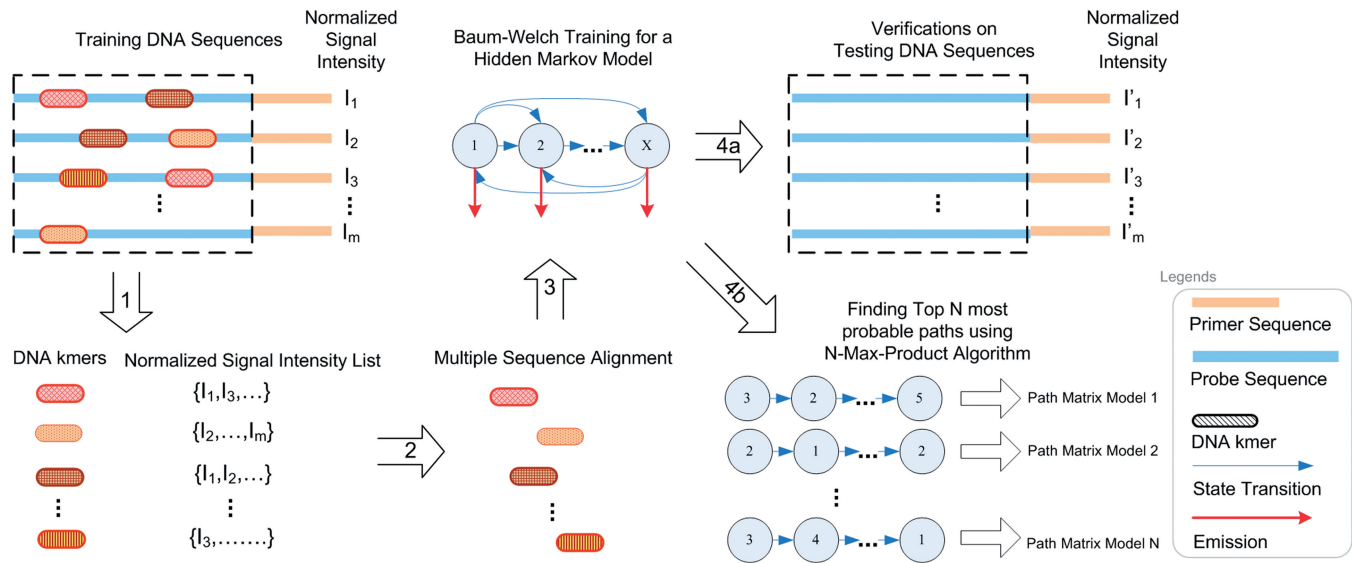 Training DNA Sequences
Normalized
Signal
Intensity
I1
I2
I3
⋮
⋮
Im
Baum-Welch Training for a
Hidden Markov Model
1
2
...
X
4a
Verifications on
Testing DNA Sequences
Normalized
Signal
Intensity
I'1
I'2
I'3
⋮
⋮
I'm
1
3
4b
DNA kmers
Normalized Signal Intensity List
{I1,I3,...}
{I2,...,Im}
{I1,I2,...}
⋮
⋮
{I3,.......}
2
Multiple Sequence Alignment
⋮
Finding Top N most
probable paths using
N-Max-Product Algorithm
3 2 ... 5 Path Matrix Model 1
2 1 ... 2 Path Matrix Model 2
⋮
3 4 ... 1 Path Matrix Model N
Legends
Primer Sequence
Probe Sequence
DNA kmer
State Transition
Emission